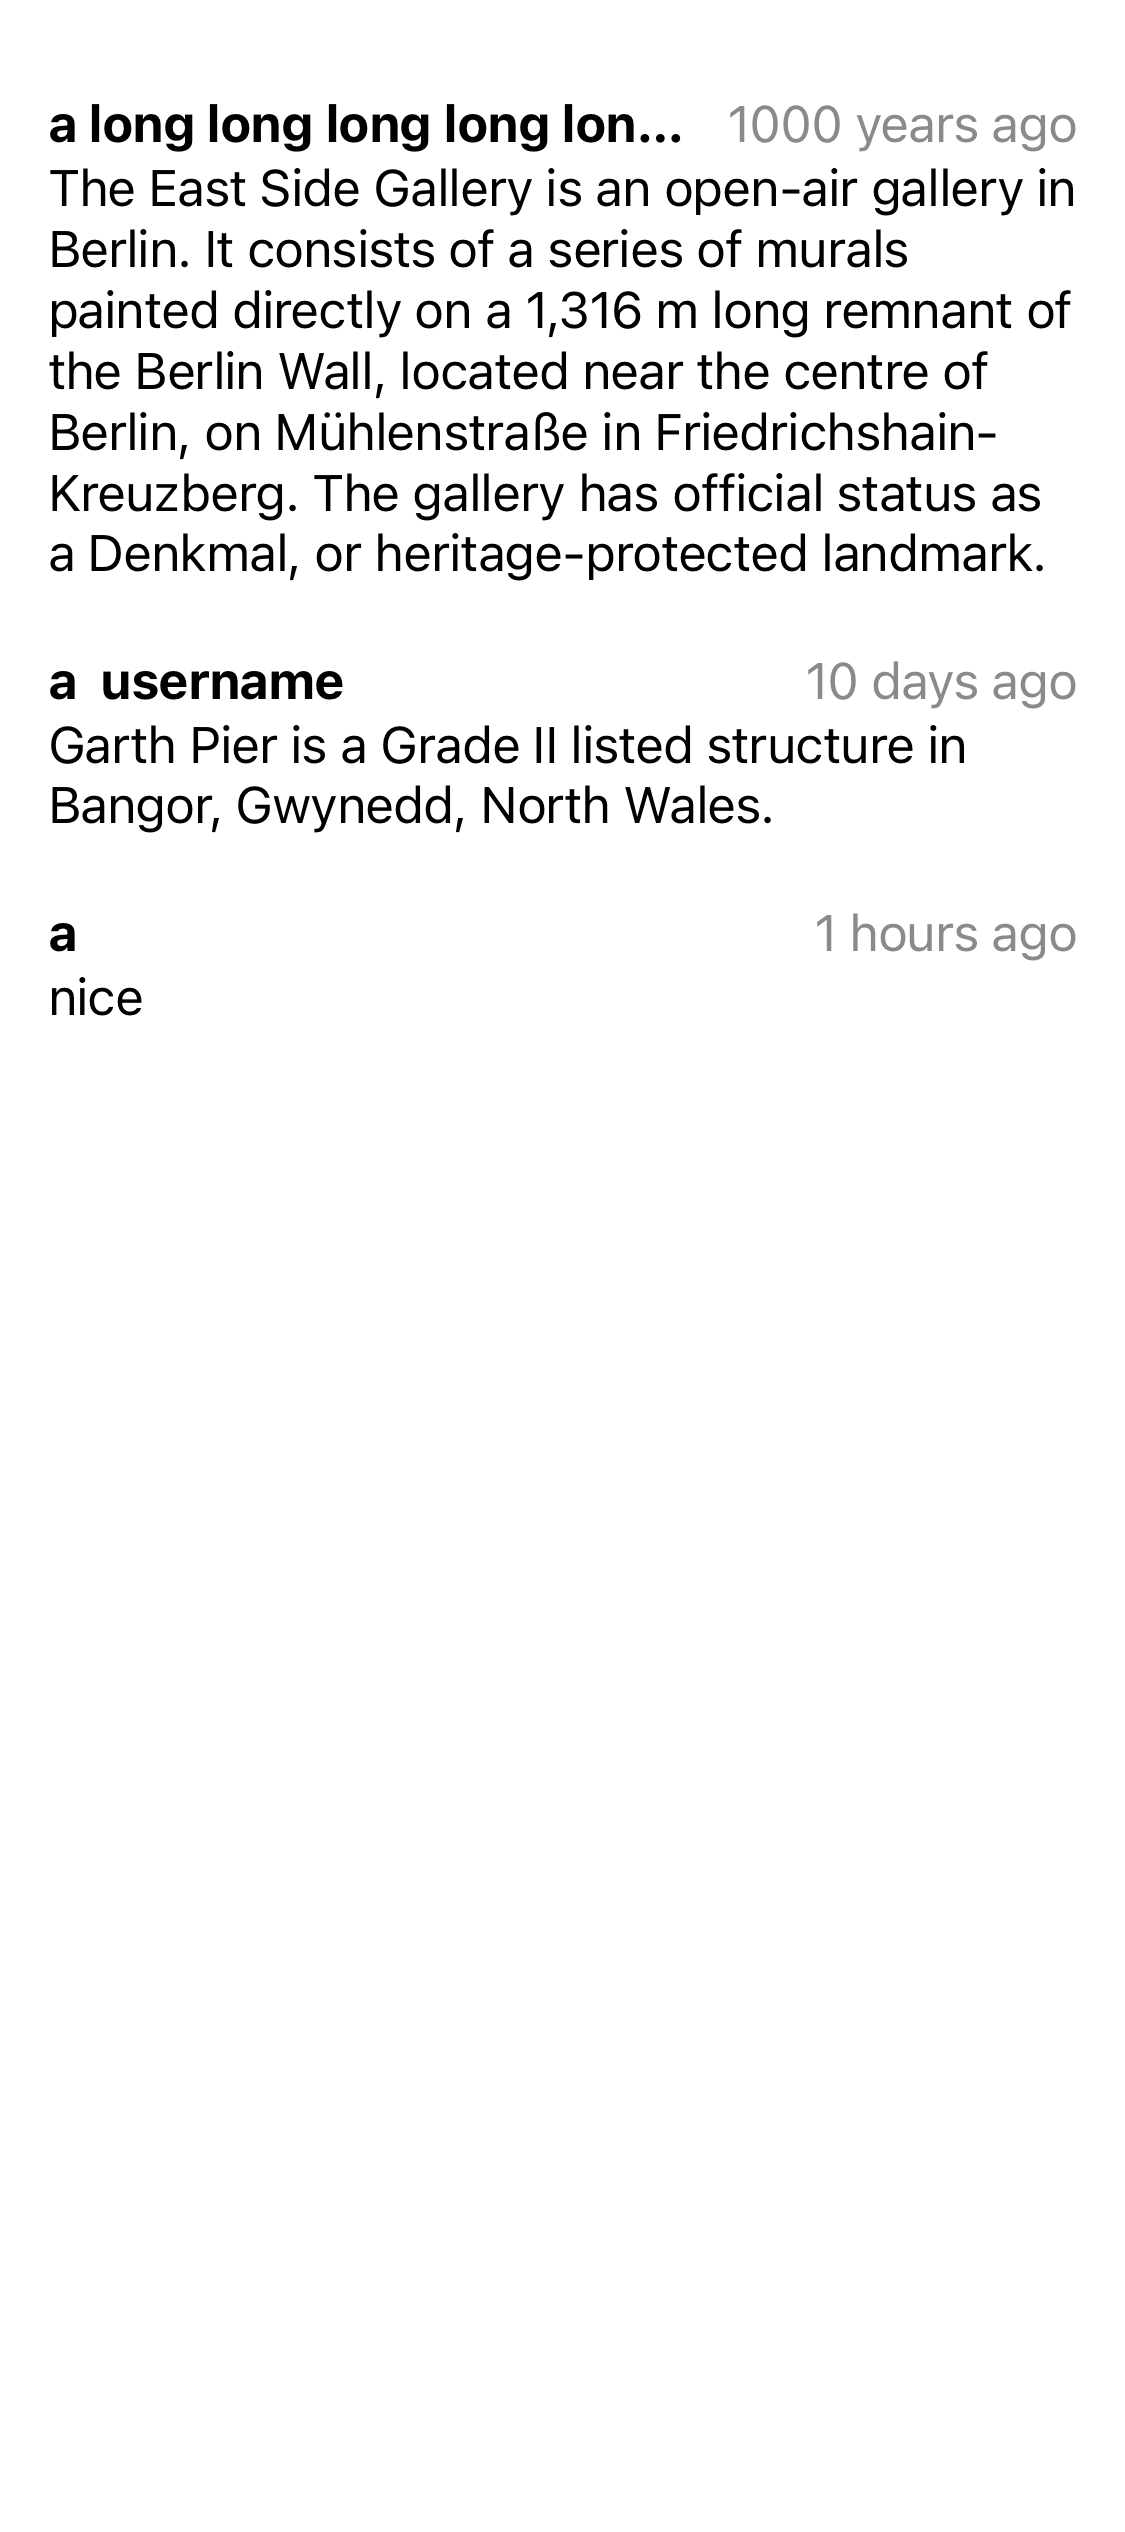 a long long long long lon... 1000 years ago
The East Side Gallery is an open-air gallery in
Berlin. It consists of a series of murals
painted directly on a 1,316 m long remnant of
the Berlin Wall, located near the centre of
Berlin, on Mühlenstraße in Friedrichshain-
Kreuzberg. The gallery has official status as
a Denkmal, or heritage-protected landmark.
a  username 10 days ago
Garth Pier is a Grade II listed structure in
Bangor, Gwynedd, North Wales.
a 1 hours ago
nice